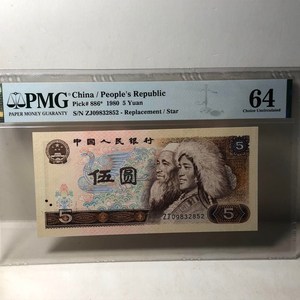 PMG
PAPER MONEY GUARANTY
China / People's Republic
Pick# 886* 1980 5 Yuan
S/N ZJ09832852 - Replacement / Star
64
Choice Uncirculated
中国人民银行
5
伍圆
5
ZJ09832852
5